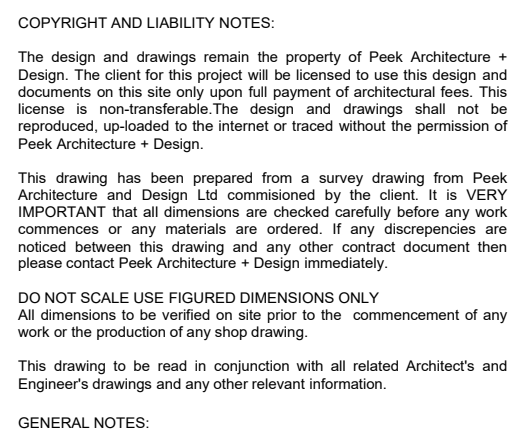 COPYRIGHT AND LIABILITY NOTES:
The design and drawings remain the property of Peek Architecture +
Design. The client for this project will be licensed to use this design and
documents on this site only upon full payment of architectural fees. This
license is non-transferable.The design and drawings shall not be
reproduced, up-loaded to the internet or traced without the permission of
Peek Architecture + Design.
This drawing has been prepared from a survey drawing from Peek
Architecture and Design Ltd commisioned by the client. It is VERY
IMPORTANT that all dimensions are checked carefully before any work
commences or any materials are ordered. If any discrepencies are
noticed between this drawing and any other contract document then
please contact Peek Architecture + Design immediately.
DO NOT SCALE USE FIGURED DIMENSIONS ONLY
All dimensions to be verified on site prior to the commencement of any
work or the production of any shop drawing.
This drawing to be read in conjunction with all related Architect's and
Engineer's drawings and any other relevant information.
GENERAL NOTES: